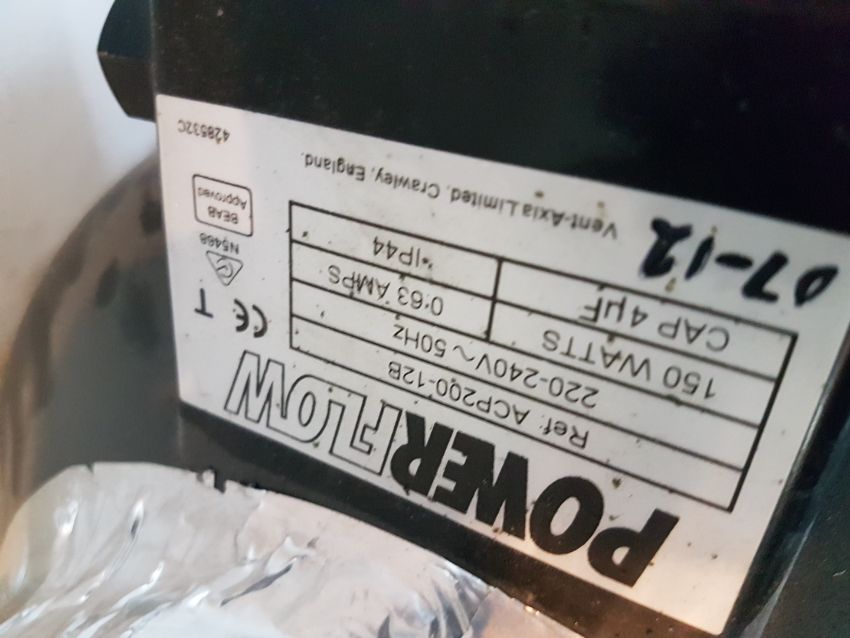 POWERFLOW
Ref. ACP200-12B
220-240V~ 50Hz
150 WATTS 0·63 AMPS
CAP 4µF *IP44
CE T
N5468
BEAB
Approved
07-12
Vent-Axia Limited, Crawley, England.
428532C